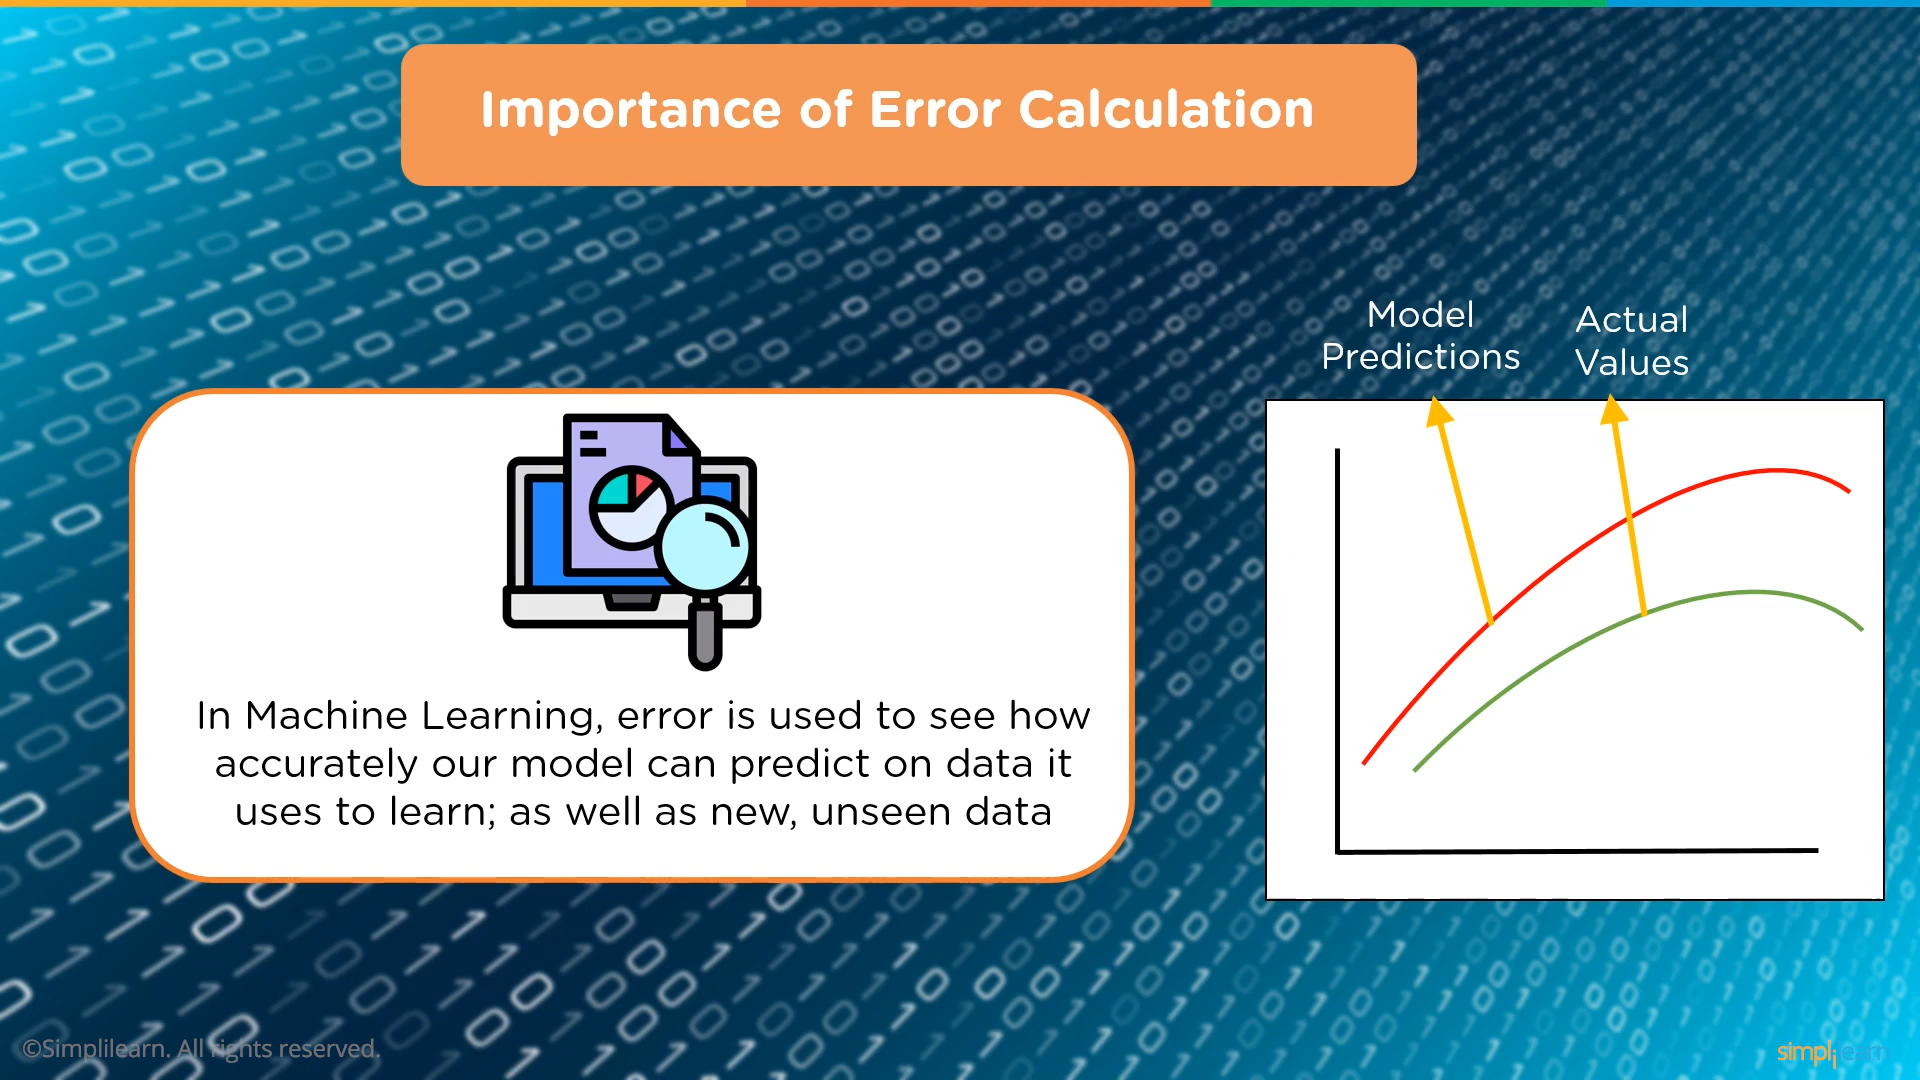 Importance of Error Calculation
Model
Predictions
Actual
Values
In Machine Learning, error is used to see how
accurately our model can predict on data it
uses to learn; as well as new, unseen data
©Simplilearn. All rights reserved.
simplilearn